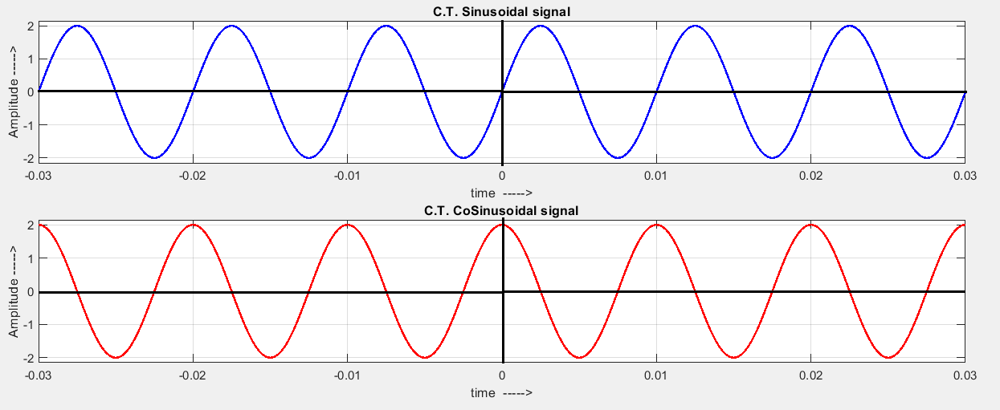 C.T. Sinusoidal signal
Amplitude ----->
2
1
0
-1
-2
-0.03 -0.02 -0.01 0 0.01 0.02 0.03
time ----->
C.T. CoSinusoidal signal
Amplitude ----->
2
1
0
-1
-2
-0.03 -0.02 -0.01 0 0.01 0.02 0.03
time ----->